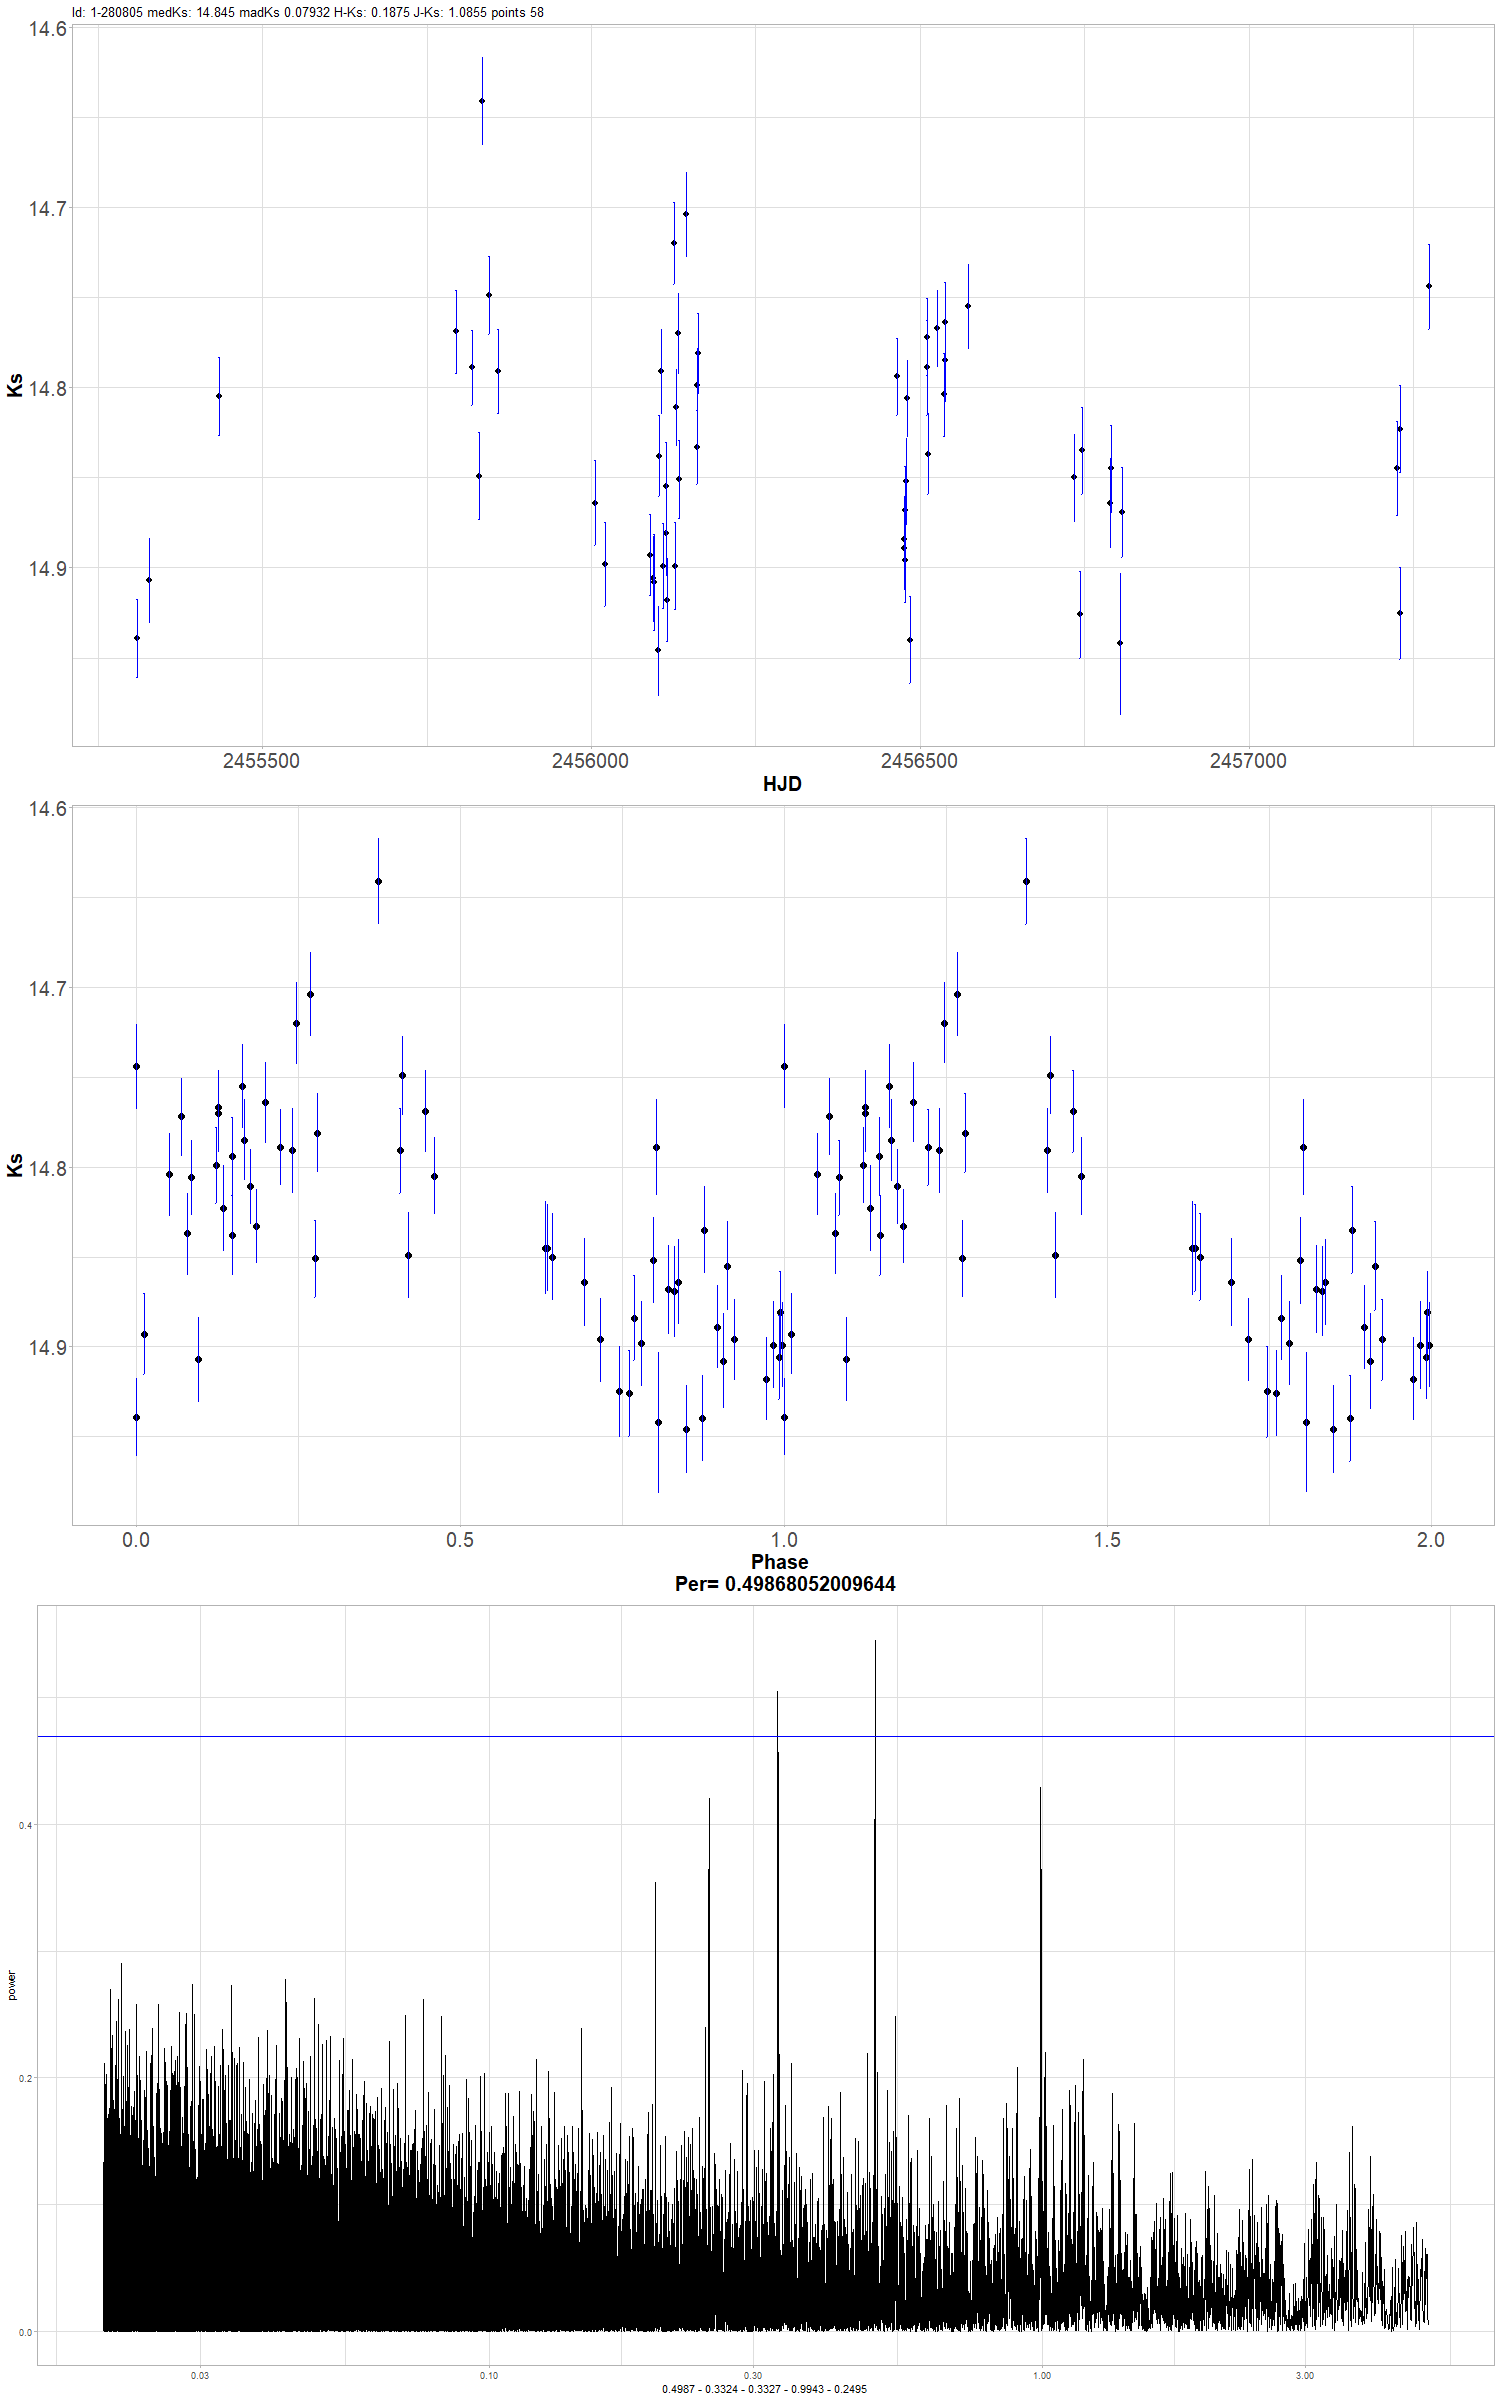 Id: 1-280805 medKs: 14.845 madKs 0.07932 H-Ks: 0.1875 J-Ks: 1.0855 points 58
14.6
14.7
14.8
14.9
Ks
2455500 2456000 2456500 2457000
HJD
14.6
14.7
14.8
14.9
Ks
0.0 0.5 1.0 1.5 2.0
Phase
Per= 0.49868052009644
0.4
0.2
0.0
power
0.03 0.10 0.30 1.00 3.00
0.4987 - 0.3324 - 0.3327 - 0.9943 - 0.2495